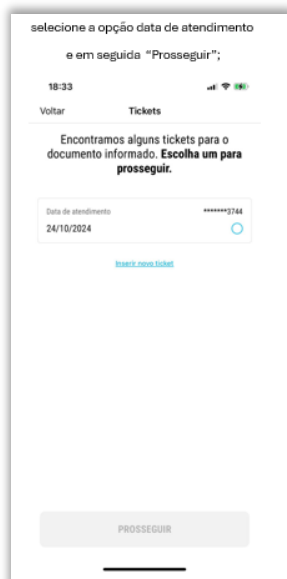 selecione a opção data de atendimento
e em seguida “Prosseguir”;
18:33
Voltar Tickets
Encontramos alguns tickets para o
documento informado. Escolha um para
prosseguir.
Data de atendimento *******3744
24/10/2024
Inserir novo ticket
PROSSEGUIR